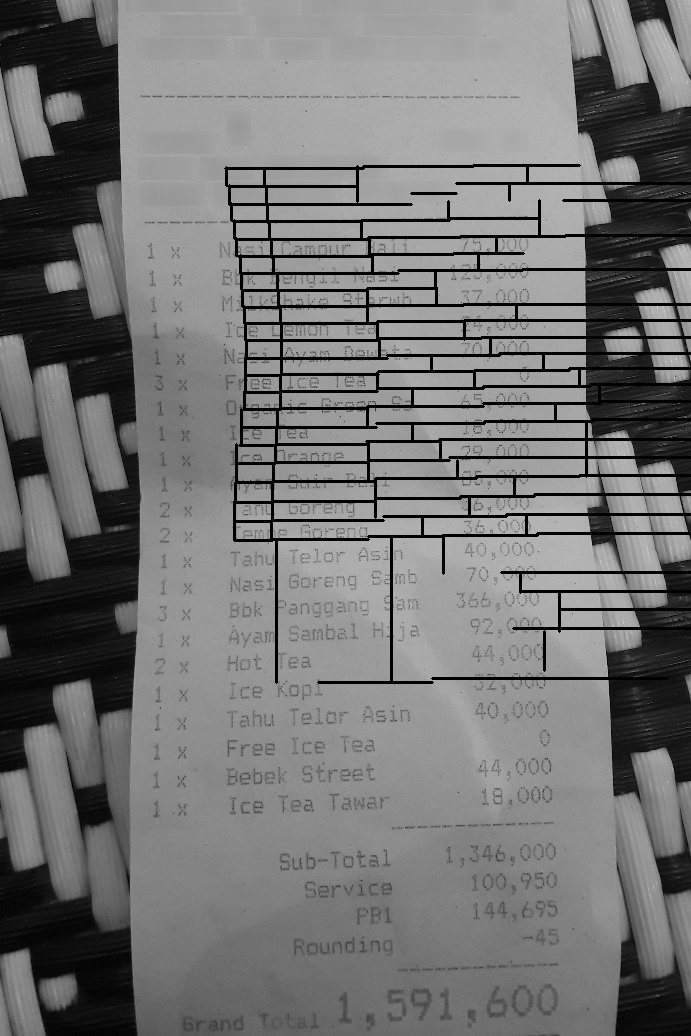 1 x Nasi Campur Bali 75,000
1 x Bbk Bengil Nasi 125,000
1 x MilkShake Starwb 37,000
1 x Ice Lemon Tea 24,000
1 x Nasi Ayam Dewata 70,000
3 x Free Ice Tea 0
1 x Organic Green Sa 65,000
1 x Ice Tea 18,000
1 x Ice Orange 29,000
1 x Ayam Suir Bali 85,000
2 x Tahu Goreng 36,000
2 x Tempe Goreng 36,000
1 x Tahu Telor Asin 40,000
1 x Nasi Goreng Samb 70,000
3 x Bbk Panggang Sam 366,000
1 x Ayam Sambal Hija 92,000
2 x Hot Tea 44,000
1 x Ice Kopi 32,000
1 x Tahu Telor Asin 40,000
1 x Free Ice Tea 0
1 x Bebek Street 44,000
1 x Ice Tea Tawar 18,000
Sub-Total 1,346,000
Service 100,950
PB1 144,695
Rounding -45
Grand Total 1,591,600